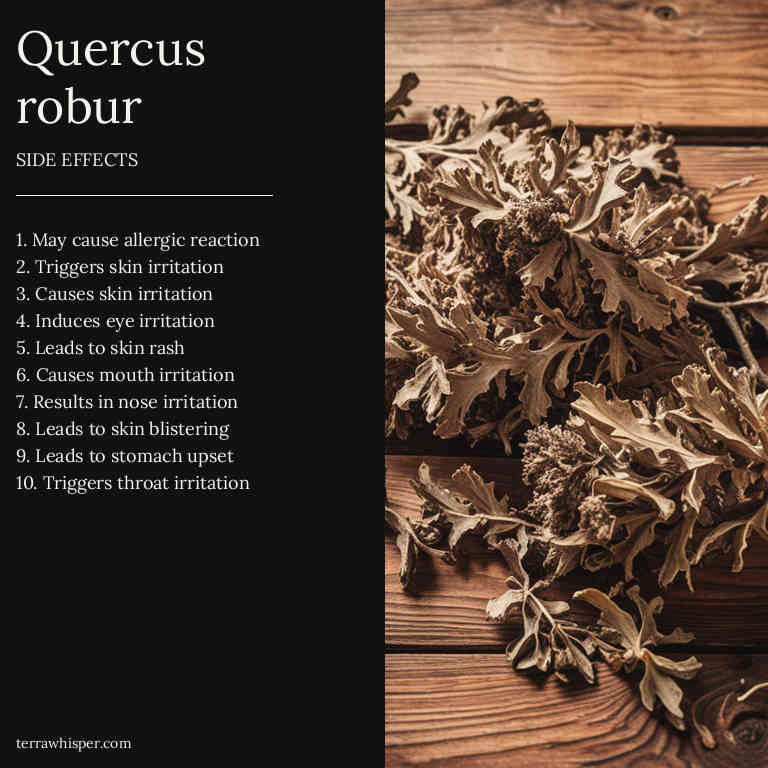 Quercus
robur
SIDE EFFECTS
1. May cause allergic reaction
2. Triggers skin irritation
3. Causes skin irritation
4. Induces eye irritation
5. Leads to skin rash
6. Causes mouth irritation
7. Results in nose irritation
8. Leads to skin blistering
9. Leads to stomach upset
10. Triggers throat irritation
terrawhisper.com